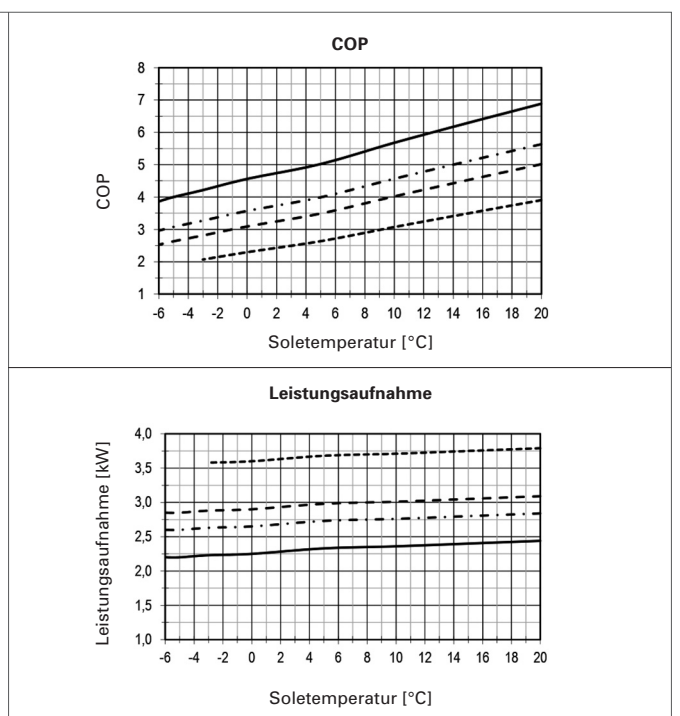 COP
8
7
6
5
4
3
2
1
COP
-6 -4 -2 0 2 4 6 8 10 12 14 16 18 20
Soletemperatur [°C]
Leistungsaufnahme
4,0
3,5
3,0
2,5
2,0
1,5
1,0
Leistungsaufnahme [kW]
-6 -4 -2 0 2 4 6 8 10 12 14 16 18 20
Soletemperatur [°C]